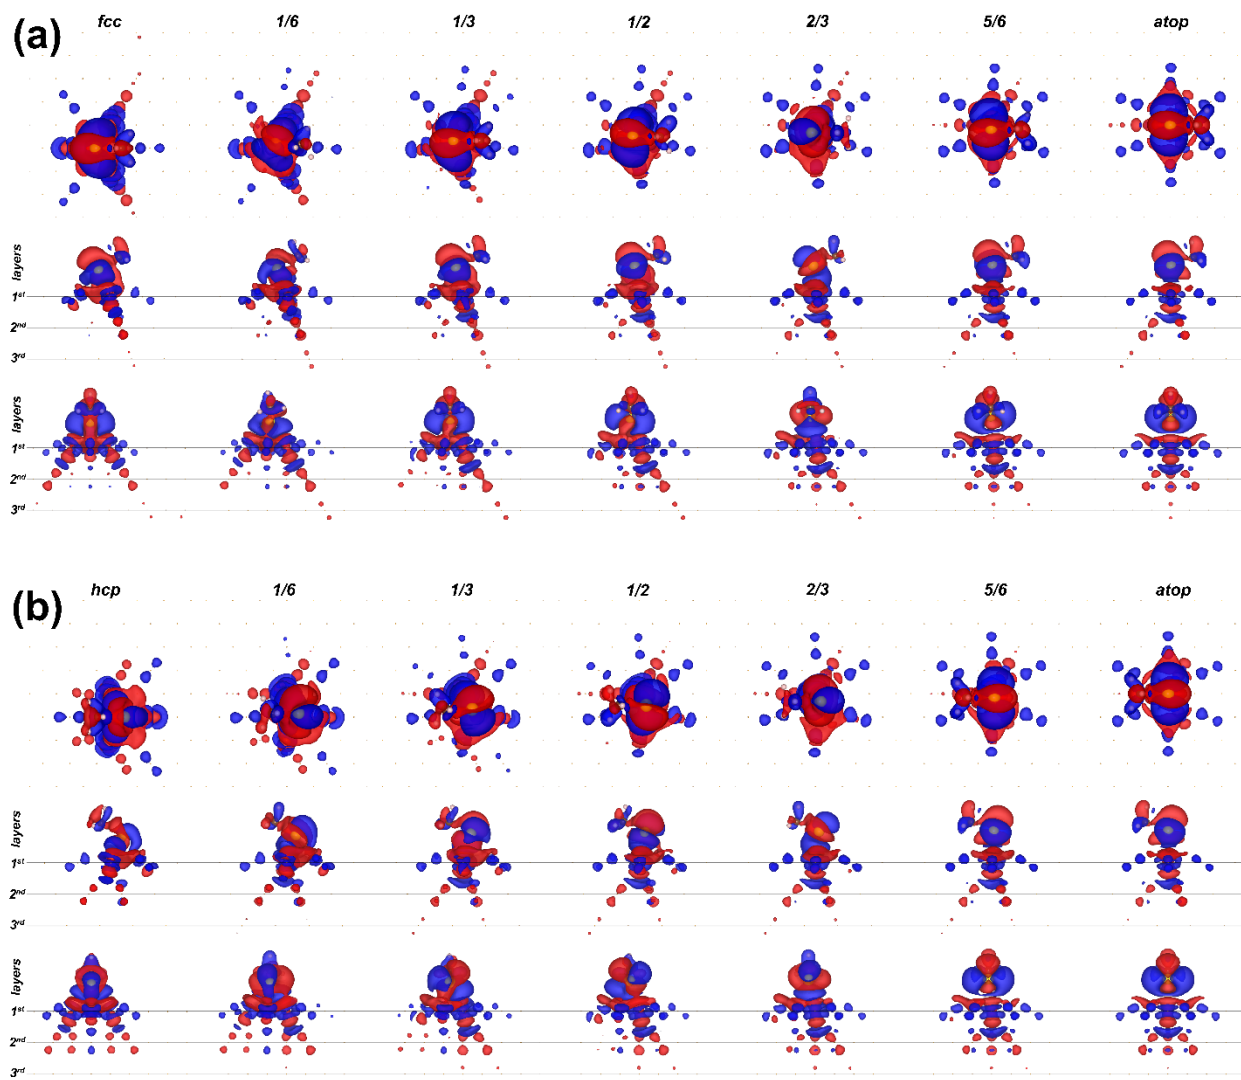 (a)
fcc 1/6 1/3 1/2 2/3 5/6 atop
layers
1st
2nd
3rd
layers
1st
2nd
3rd
(b)
hcp 1/6 1/3 1/2 2/3 5/6 atop
layers
1st
2nd
3rd
layers
1st
2nd
3rd